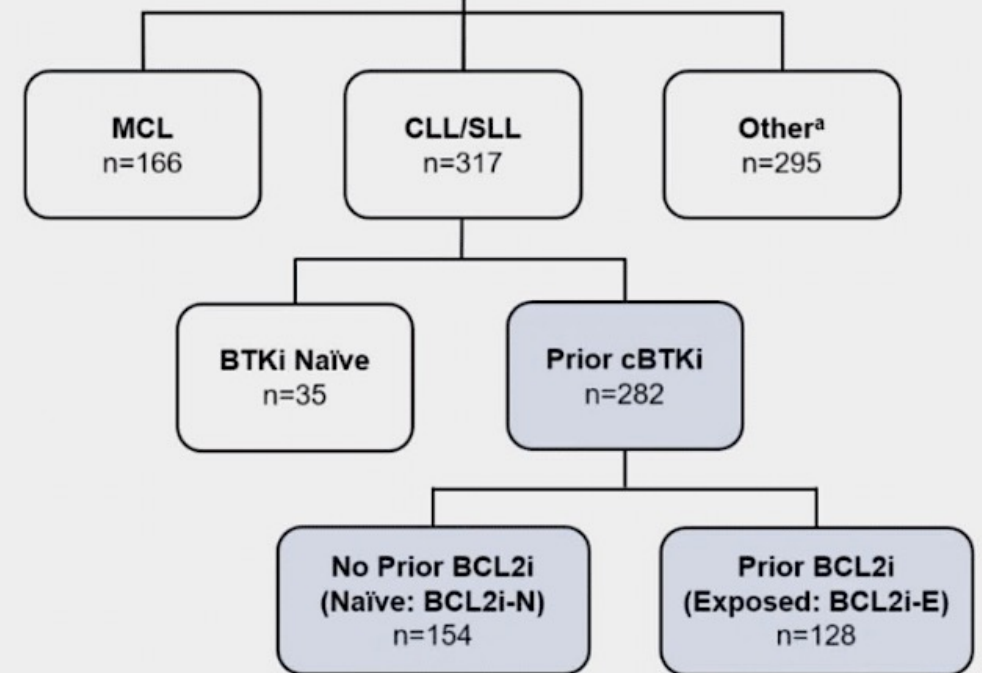 MCL
n=166
CLL/SLL
n=317
Otherᵃ
n=295
BTKi Naïve
n=35
Prior cBTKi
n=282
No Prior BCL2i
(Naïve: BCL2i-N)
n=154
Prior BCL2i
(Exposed: BCL2i-E)
n=128